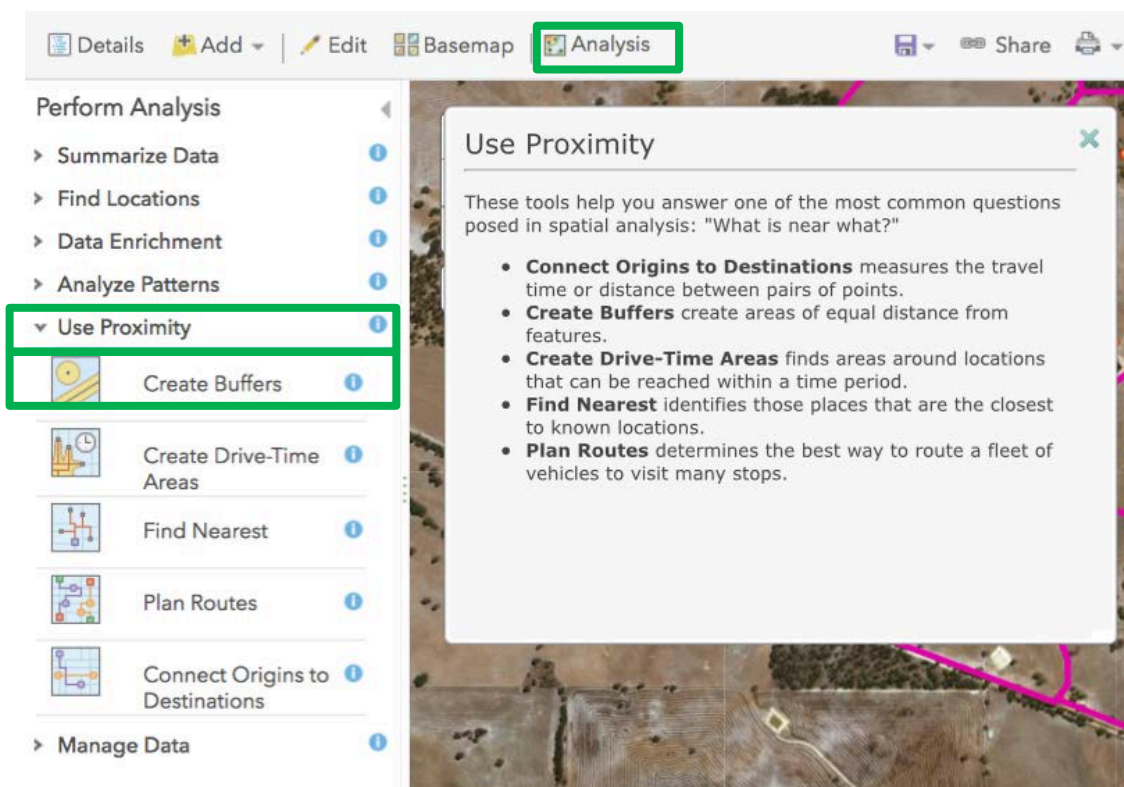 Details Add Edit Basemap Analysis Share
Perform Analysis
Summarize Data
Find Locations
Data Enrichment
Analyze Patterns
Use Proximity
Create Buffers
Create Drive-Time
Areas
Find Nearest
Plan Routes
Connect Origins to
Destinations
Manage Data
Use Proximity
These tools help you answer one of the most common questions
posed in spatial analysis: "What is near what?"
• Connect Origins to Destinations measures the travel
time or distance between pairs of points.
• Create Buffers create areas of equal distance from
features.
• Create Drive-Time Areas finds areas around locations
that can be reached within a time period.
• Find Nearest identifies those places that are the closest
to known locations.
• Plan Routes determines the best way to route a fleet of
vehicles to visit many stops.